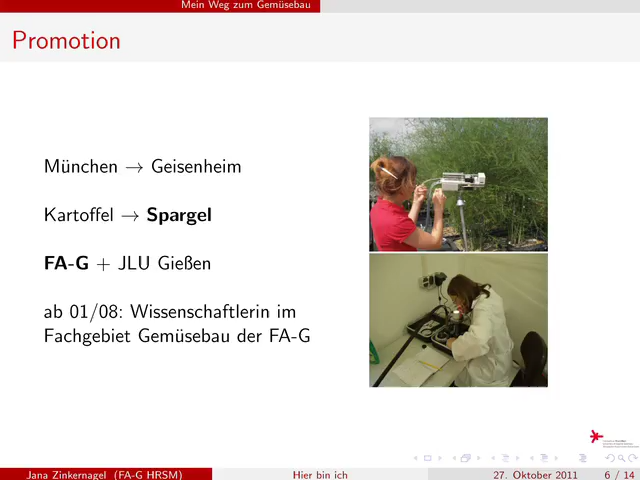 Mein Weg zum Gemüsebau
Promotion
München → Geisenheim
Kartoffel → Spargel
FA-G + JLU Gießen
ab 01/08: Wissenschaftlerin im
Fachgebiet Gemüsebau der FA-G
Jana Zinkernagel (FA-G HRSM)
Hier bin ich
27. Oktober 2011
6 / 14